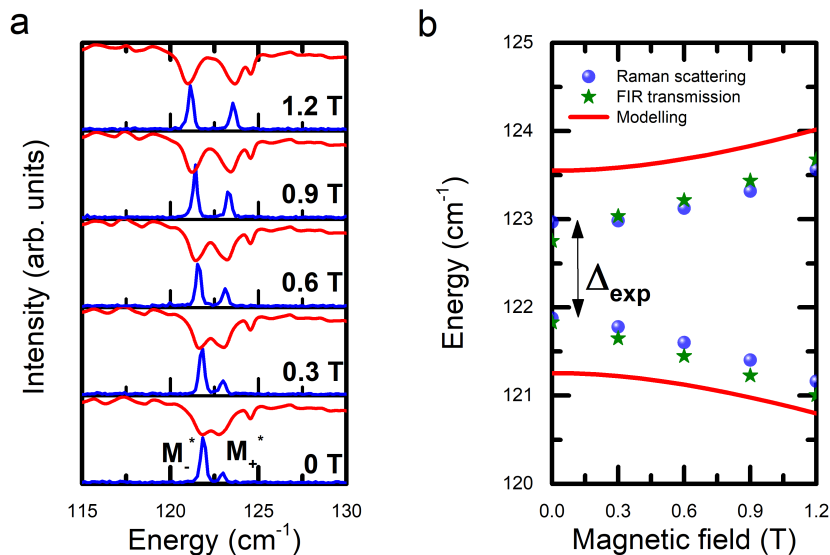 a
Intensity (arb. units)
1.2 T
0.9 T
0.6 T
0.3 T
M₋* M₊* 0 T
115 120 125 130
Energy (cm⁻¹)
b
Energy (cm⁻¹)
125
124
123
122
121
120
Raman scattering
FIR transmission
Modelling
Δexp
0.0 0.3 0.6 0.9 1.2
Magnetic field (T)